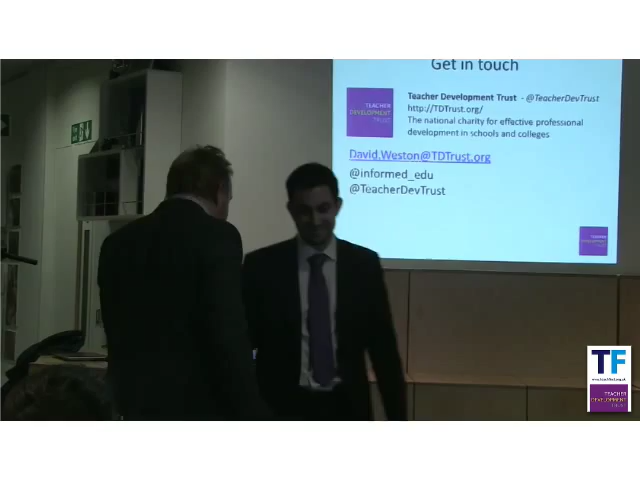 Get in touch
TEACHER
DEVELOPMENT
TRUST
Teacher Development Trust - @TeacherDevTrust
http://TDTrust.org/
The national charity for effective professional
development in schools and colleges
David.Weston@TDTrust.org
@informed_edu
@TeacherDevTrust
TF
TEACHER
DEVELOPMENT
TRUST